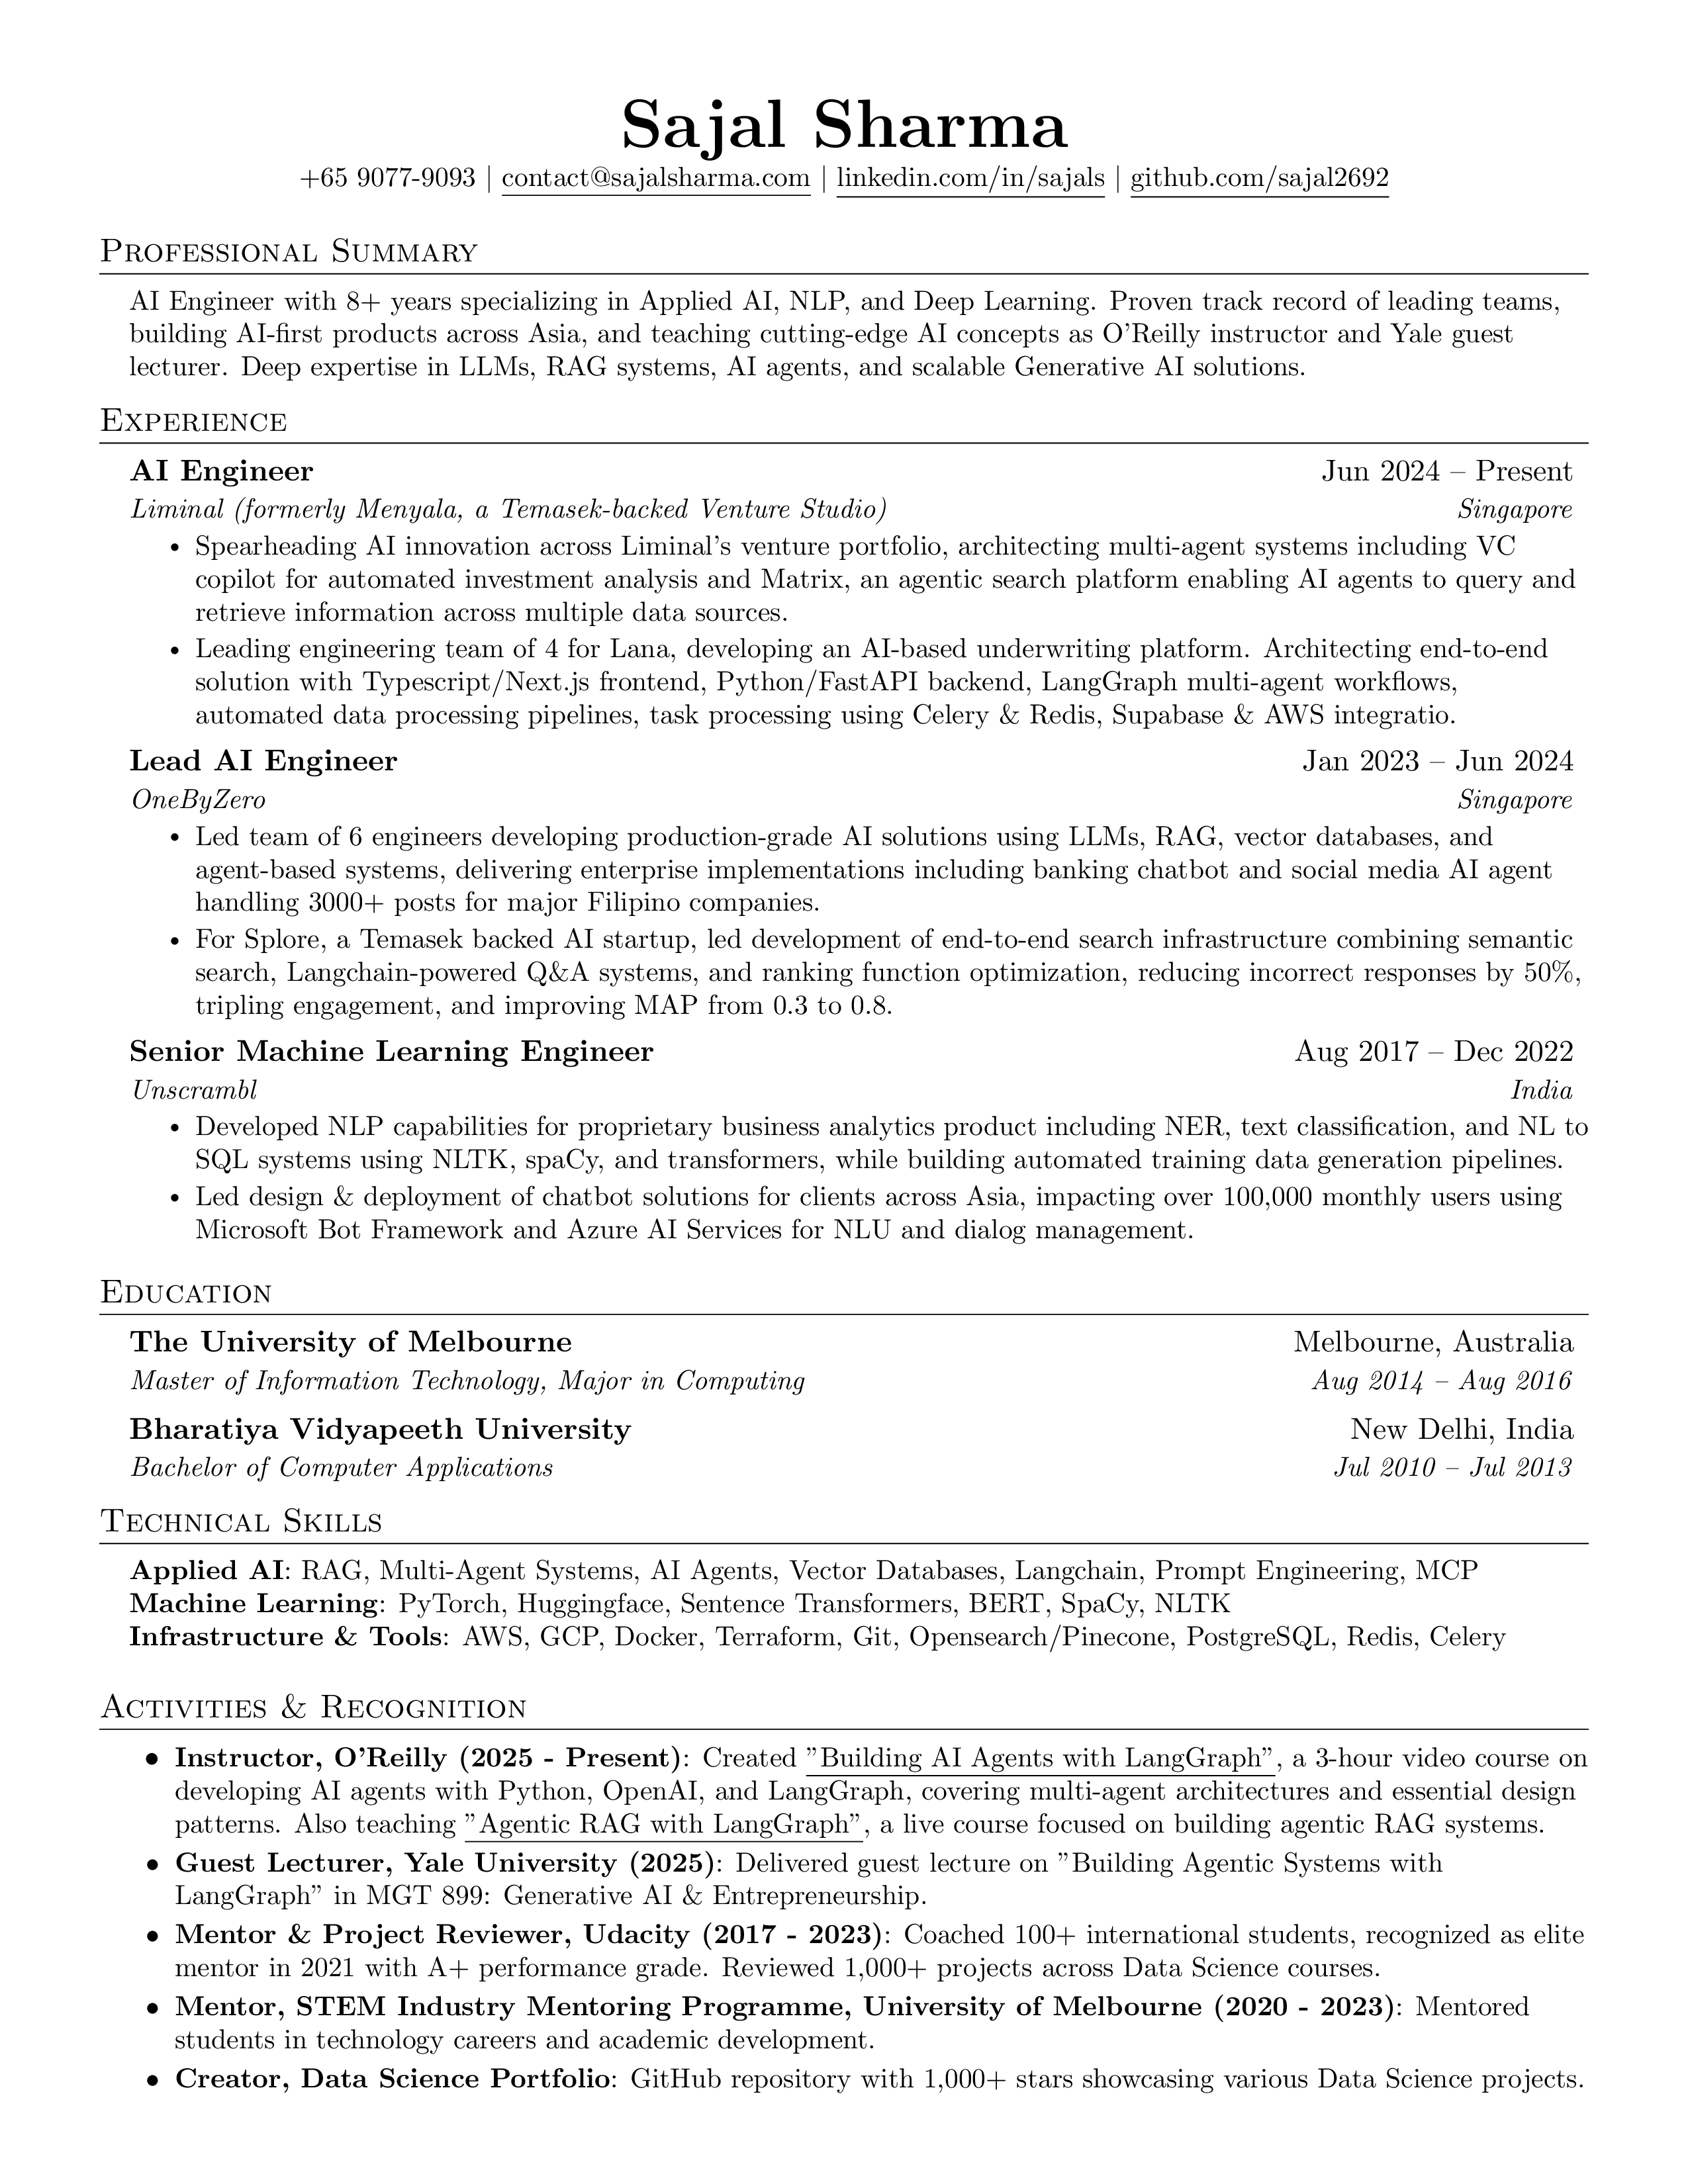 Sajal Sharma
+65 9077-9093 | contact@sajalsharma.com | linkedin.com/in/sajals | github.com/sajal2692
Professional Summary
AI Engineer with 8+ years specializing in Applied AI, NLP, and Deep Learning. Proven track record of leading teams,
building AI-first products across Asia, and teaching cutting-edge AI concepts as O'Reilly instructor and Yale guest
lecturer. Deep expertise in LLMs, RAG systems, AI agents, and scalable Generative AI solutions.
Experience
AI Engineer Jun 2024 – Present
Liminal (formerly Menyala, a Temasek-backed Venture Studio) Singapore
• Spearheading AI innovation across Liminal's venture portfolio, architecting multi-agent systems including VC
copilot for automated investment analysis and Matrix, an agentic search platform enabling AI agents to query and
retrieve information across multiple data sources.
• Leading engineering team of 4 for Lana, developing an AI-based underwriting platform. Architecting end-to-end
solution with Typescript/Next.js frontend, Python/FastAPI backend, LangGraph multi-agent workflows,
automated data processing pipelines, task processing using Celery & Redis, Supabase & AWS integratio.
Lead AI Engineer Jan 2023 – Jun 2024
OneByZero Singapore
• Led team of 6 engineers developing production-grade AI solutions using LLMs, RAG, vector databases, and
agent-based systems, delivering enterprise implementations including banking chatbot and social media AI agent
handling 3000+ posts for major Filipino companies.
• For Splore, a Temasek backed AI startup, led development of end-to-end search infrastructure combining semantic
search, Langchain-powered Q&A systems, and ranking function optimization, reducing incorrect responses by 50%,
tripling engagement, and improving MAP from 0.3 to 0.8.
Senior Machine Learning Engineer Aug 2017 – Dec 2022
Unscrambl India
• Developed NLP capabilities for proprietary business analytics product including NER, text classification, and NL to
SQL systems using NLTK, spaCy, and transformers, while building automated training data generation pipelines.
• Led design & deployment of chatbot solutions for clients across Asia, impacting over 100,000 monthly users using
Microsoft Bot Framework and Azure AI Services for NLU and dialog management.
Education
The University of Melbourne Melbourne, Australia
Master of Information Technology, Major in Computing Aug 2014 – Aug 2016
Bharatiya Vidyapeeth University New Delhi, India
Bachelor of Computer Applications Jul 2010 – Jul 2013
Technical Skills
Applied AI: RAG, Multi-Agent Systems, AI Agents, Vector Databases, Langchain, Prompt Engineering, MCP
Machine Learning: PyTorch, Huggingface, Sentence Transformers, BERT, SpaCy, NLTK
Infrastructure & Tools: AWS, GCP, Docker, Terraform, Git, Opensearch/Pinecone, PostgreSQL, Redis, Celery
Activities & Recognition
• Instructor, O'Reilly (2025 - Present): Created ”Building AI Agents with LangGraph”, a 3-hour video course on
developing AI agents with Python, OpenAI, and LangGraph, covering multi-agent architectures and essential design
patterns. Also teaching ”Agentic RAG with LangGraph”, a live course focused on building agentic RAG systems.
• Guest Lecturer, Yale University (2025): Delivered guest lecture on ”Building Agentic Systems with
LangGraph” in MGT 899: Generative AI & Entrepreneurship.
• Mentor & Project Reviewer, Udacity (2017 - 2023): Coached 100+ international students, recognized as elite
mentor in 2021 with A+ performance grade. Reviewed 1,000+ projects across Data Science courses.
• Mentor, STEM Industry Mentoring Programme, University of Melbourne (2020 - 2023): Mentored
students in technology careers and academic development.
• Creator, Data Science Portfolio: GitHub repository with 1,000+ stars showcasing various Data Science projects.